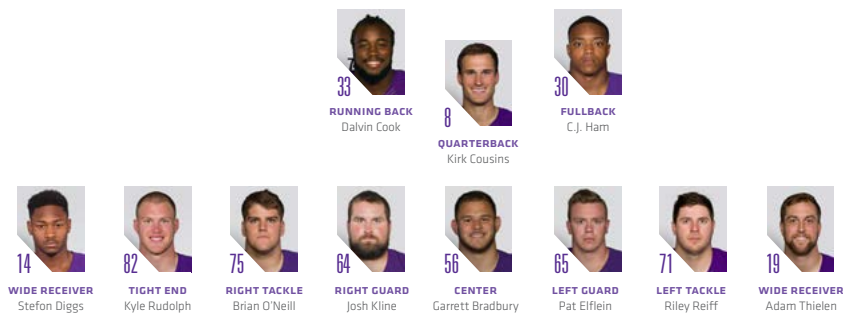 33
RUNNING BACK
Dalvin Cook
8
QUARTERBACK
Kirk Cousins
30
FULLBACK
C.J. Ham
14
WIDE RECEIVER
Stefon Diggs
82
TIGHT END
Kyle Rudolph
75
RIGHT TACKLE
Brian O'Neill
64
RIGHT GUARD
Josh Kline
56
CENTER
Garrett Bradbury
65
LEFT GUARD
Pat Elflein
71
LEFT TACKLE
Riley Reiff
19
WIDE RECEIVER
Adam Thielen